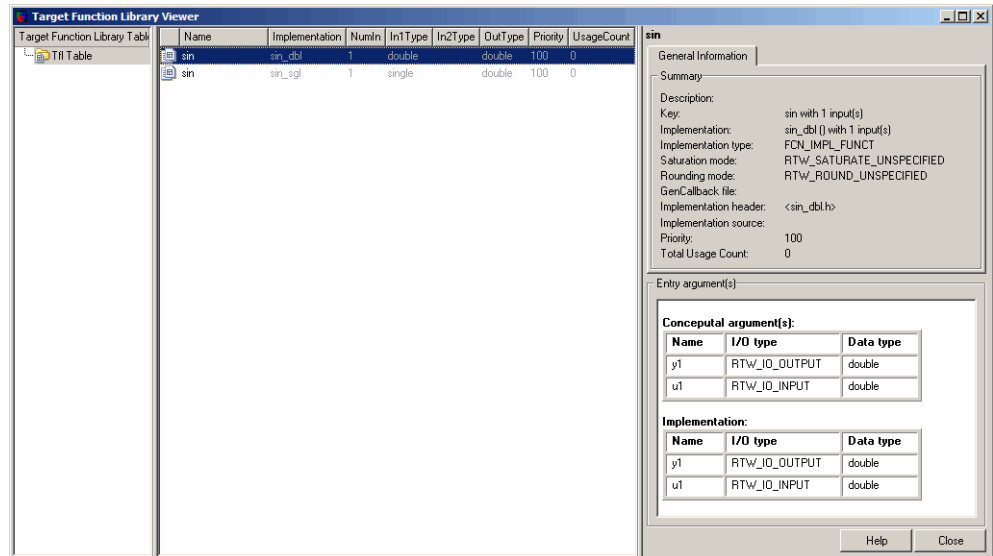 Target Function Library Viewer
Target Function Library Tabl
Tfl Table
Name Implementation NumIn In1Type In2Type OutType Priority UsageCount
sin sin_dbl 1 double double 100 0
sin sin_sgl 1 single double 100 0
sin
General Information
Summary
Description:
Key: sin with 1 input(s)
Implementation: sin_dbl () with 1 input(s)
Implementation type: FCN_IMPL_FUNCT
Saturation mode: RTW_SATURATE_UNSPECIFIED
Rounding mode: RTW_ROUND_UNSPECIFIED
GenCallback file:
Implementation header: <sin_dbl.h>
Implementation source:
Priority: 100
Total Usage Count: 0
Entry argument(s)
Conceputal argument(s):
Name I/O type Data type
y1 RTW_IO_OUTPUT double
u1 RTW_IO_INPUT double
Implementation:
Name I/O type Data type
y1 RTW_IO_OUTPUT double
u1 RTW_IO_INPUT double
Help Close